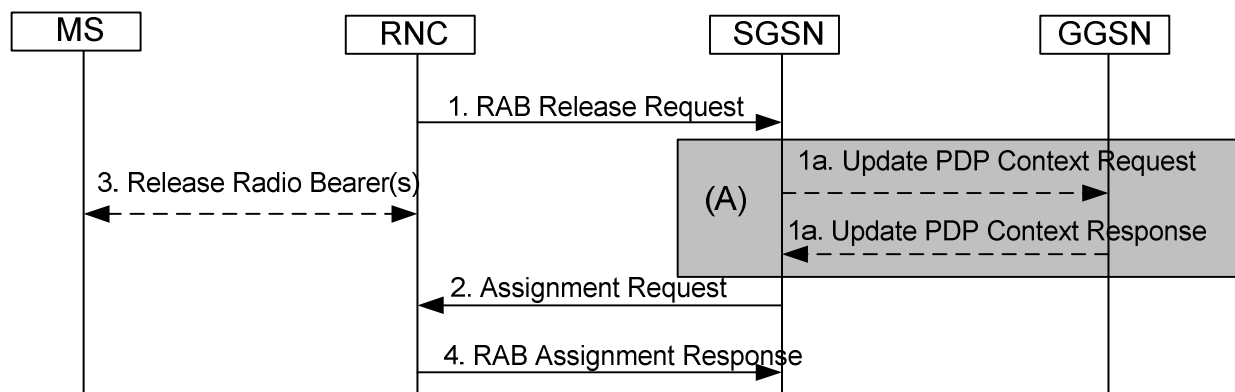 MS
RNC
SGSN
GGSN
1. RAB Release Request
1a. Update PDP Context Request
3. Release Radio Bearer(s)
(A)
1a. Update PDP Context Response
2. Assignment Request
4. RAB Assignment Response